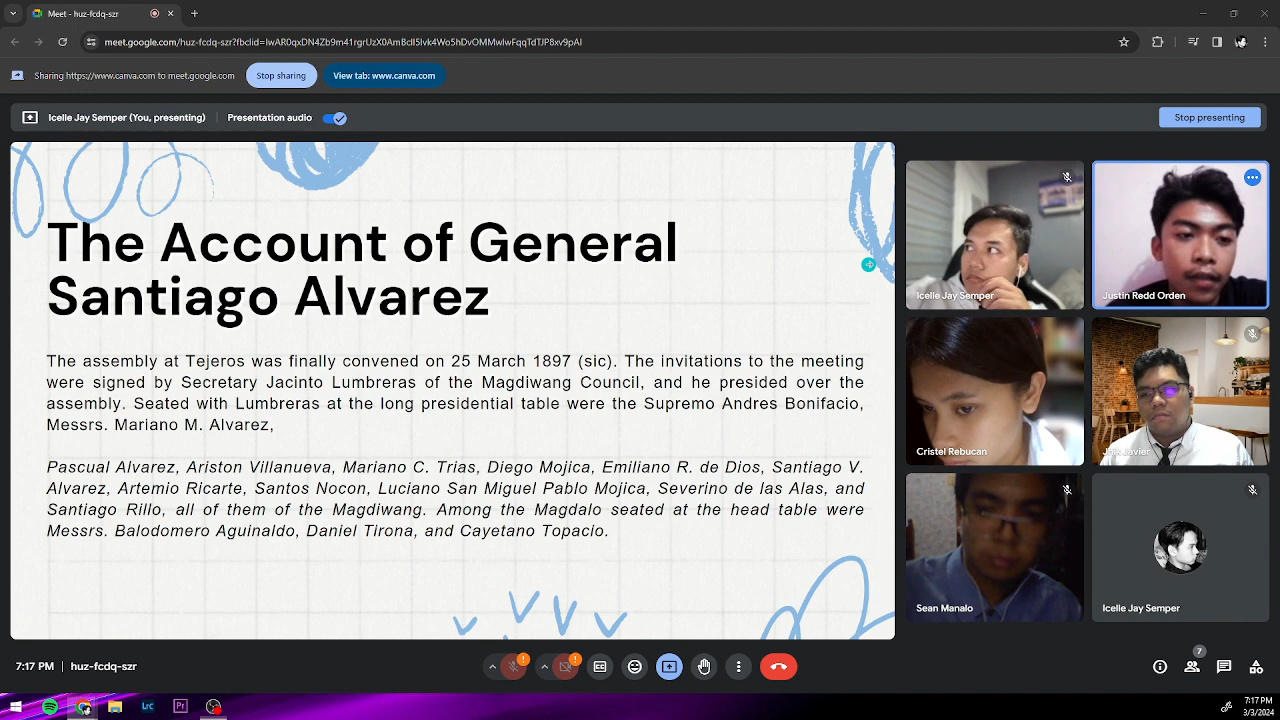 Meet - huz-fcdq-szr
meet.google.com/huz-fcdq-szr?fbclid=IwAR0qxDN4Zb9m41rgrUzX0AmBcIl5lvk4Wo5hDvOMMwlwFqqTdTJP8xv9pAI
Sharing https://www.canva.com to meet.google.com
Stop sharing
View tab: www.canva.com
Icelle Jay Semper (You, presenting)
Presentation audio
Stop presenting
The Account of General
Santiago Alvarez
The assembly at Tejeros was finally convened on 25 March 1897 (sic). The invitations to the meeting
were signed by Secretary Jacinto Lumbreras of the Magdiwang Council, and he presided over the
assembly. Seated with Lumbreras at the long presidential table were the Supremo Andres Bonifacio,
Messrs. Mariano M. Alvarez,
Pascual Alvarez, Ariston Villanueva, Mariano C. Trias, Diego Mojica, Emiliano R. de Dios, Santiago V.
Alvarez, Artemio Ricarte, Santos Nocon, Luciano San Miguel Pablo Mojica, Severino de las Alas, and
Santiago Rillo, all of them of the Magdiwang. Among the Magdalo seated at the head table were
Messrs. Balodomero Aguinaldo, Daniel Tirona, and Cayetano Topacio.
Icelle Jay Semper
Justin Redd Orden
Cristel Rebucan
Javier
Sean Manalo
Icelle Jay Semper
7:17 PM
huz-fcdq-szr
7
Lrc
Pr
7:17 PM
3/3/2024